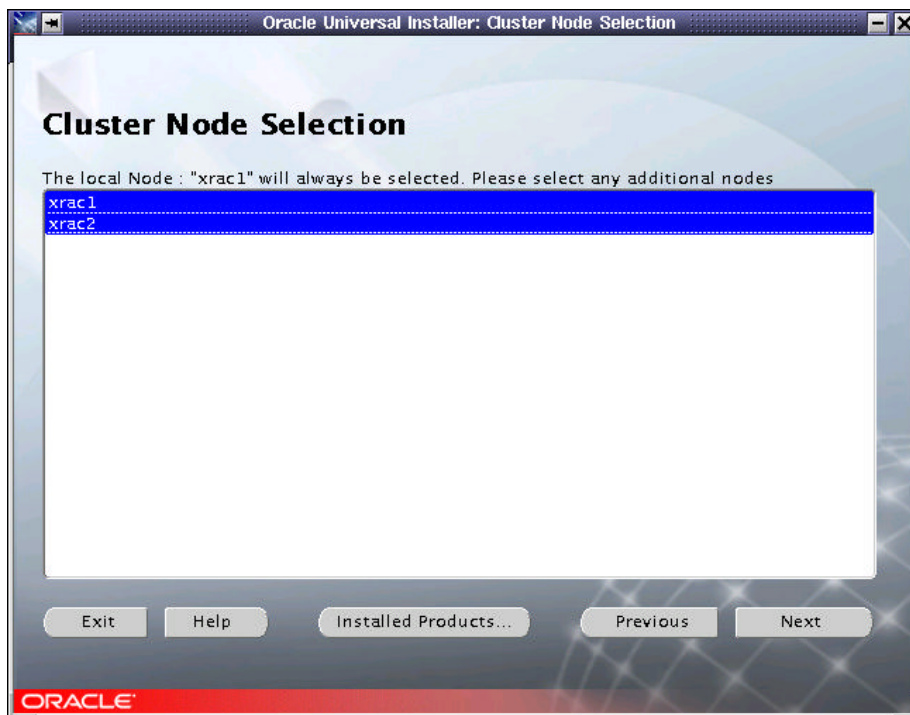 Oracle Universal Installer: Cluster Node Selection
Cluster Node Selection
The local Node : "xrac1" will always be selected. Please select any additional nodes
xrac1
xrac2
Exit Help Installed Products... Previous Next
ORACLE